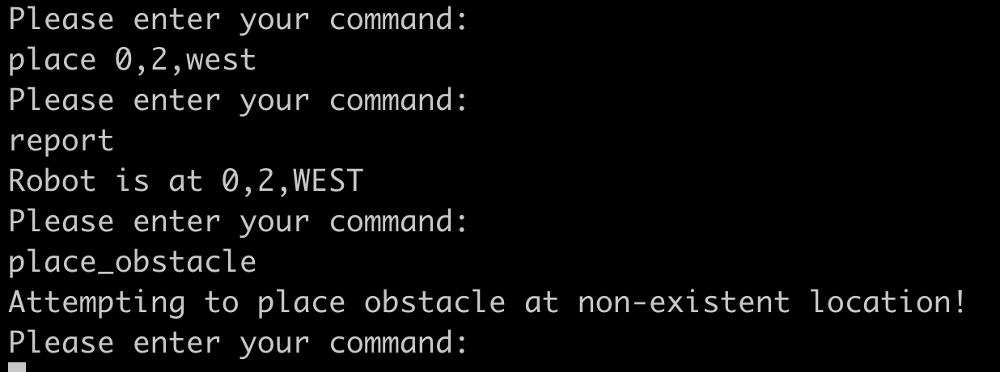 Please enter your command:
place 0,2,west
Please enter your command:
report
Robot is at 0,2,WEST
Please enter your command:
place_obstacle
Attempting to place obstacle at non-existent location!
Please enter your command: